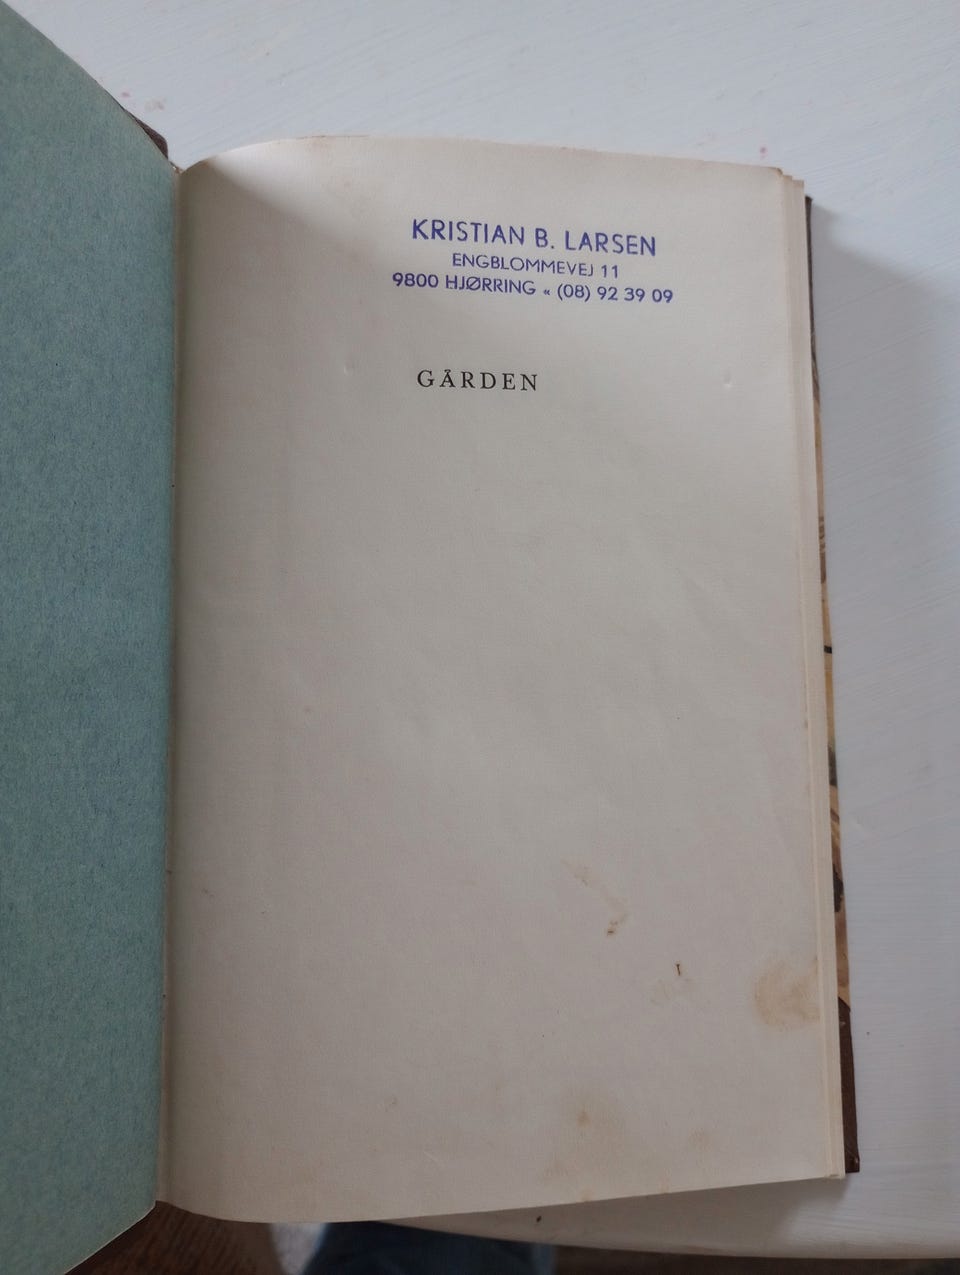 KRISTIAN B. LARSEN
ENGBLOMMEVEJ 11
9800 HJØRRING « (08) 92 39 09
GÅRDEN